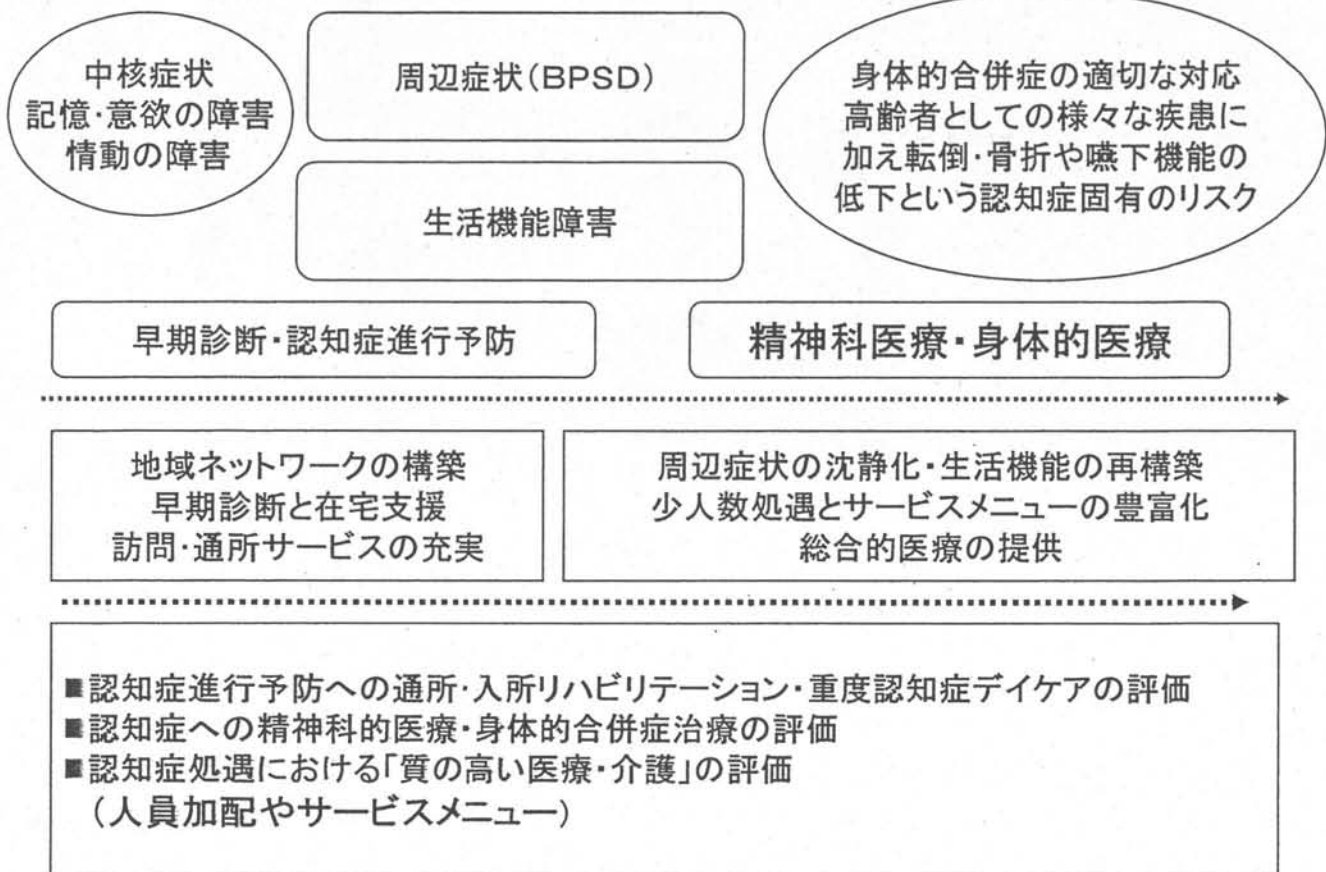 中核症状
記憶・意欲の障害
情動の障害
周辺症状(BPSD)
生活機能障害
身体的合併症の適切な対応
高齢者としての様々な疾患に
加え転倒・骨折や嚥下機能の
低下という認知症固有のリスク
早期診断・認知症進行予防
精神科医療・身体的医療
地域ネットワークの構築
早期診断と在宅支援
訪問・通所サービスの充実
周辺症状の沈静化・生活機能の再構築
少人数処遇とサービスメニューの豊富化
総合的医療の提供
■認知症進行予防への通所・入所リハビリテーション・重度認知症デイケアの評価
■認知症への精神科的医療・身体的合併症治療の評価
■認知症処遇における「質の高い医療・介護」の評価
(人員加配やサービスメニュー)